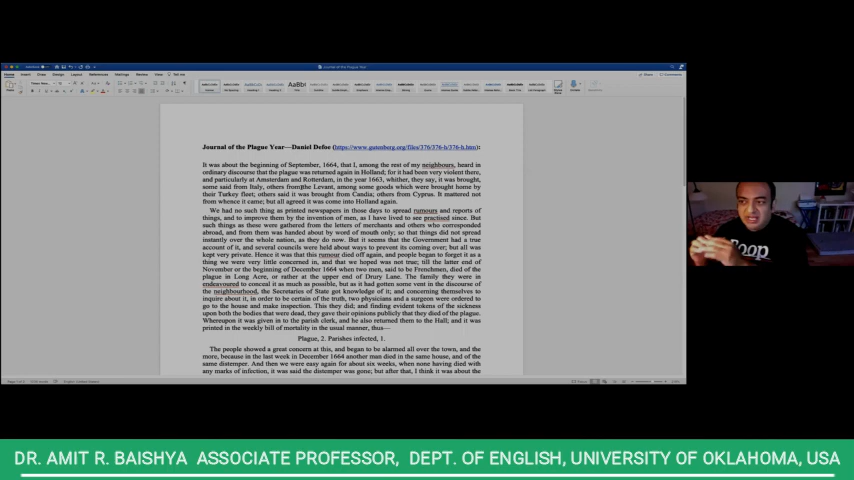 Journal of the Plague Year
Home
Insert
Draw
Design
Layout
References
Mailings
Review
View
Tell me
Share
Comments
Journal of the Plague Year—Daniel Defoe (https://www.gutenberg.org/files/376/376-h/376-h.htm):
It was about the beginning of September, 1664, that I, among the rest of my neighbours, heard in
ordinary discourse that the plague was returned again in Holland; for it had been very violent there,
and particularly at Amsterdam and Rotterdam, in the year 1663, whither, they say, it was brought,
some said from Italy, others from the Levant, among some goods which were brought home by
their Turkey fleet; others said it was brought from Candia; others from Cyprus. It mattered not
from whence it came; but all agreed it was come into Holland again.
We had no such thing as printed newspapers in those days to spread rumours and reports of
things, and to improve them by the invention of men, as I have lived to see practised since. But
such things as these were gathered from the letters of merchants and others who corresponded
abroad, and from them was handed about by word of mouth only; so that things did not spread
instantly over the whole nation, as they do now. But it seems that the Government had a true
account of it, and several councils were held about ways to prevent its coming over; but all was
kept very private. Hence it was that this rumour died off again, and people began to forget it as a
thing we were very little concerned in, and that we hoped was not true; till the latter end of
November or the beginning of December 1664 when two men, said to be Frenchmen, died of the
plague in Long Acre, or rather at the upper end of Drury Lane. The family they were in
endeavoured to conceal it as much as possible, but as it had gotten some vent in the discourse of
the neighbourhood, the Secretaries of State got knowledge of it; and concerning themselves to
inquire about it, in order to be certain of the truth, two physicians and a surgeon were ordered to
go to the house and make inspection. This they did; and finding evident tokens of the sickness
upon both the bodies that were dead, they gave their opinions publicly that they died of the plague.
Whereupon it was given in to the parish clerk, and he also returned them to the Hall; and it was
printed in the weekly bill of mortality in the usual manner, thus—
Plague, 2. Parishes infected, 1.
The people showed a great concern at this, and began to be alarmed all over the town, and the
more, because in the last week in December 1664 another man died in the same house, and of the
same distemper. And then we were easy again for about six weeks, when none having died with
any marks of infection, it was said the distemper was gone; but after that, I think it was about the
Poop
DR. AMIT R. BAISHYA ASSOCIATE PROFESSOR, DEPT. OF ENGLISH, UNIVERSITY OF OKLAHOMA, USA